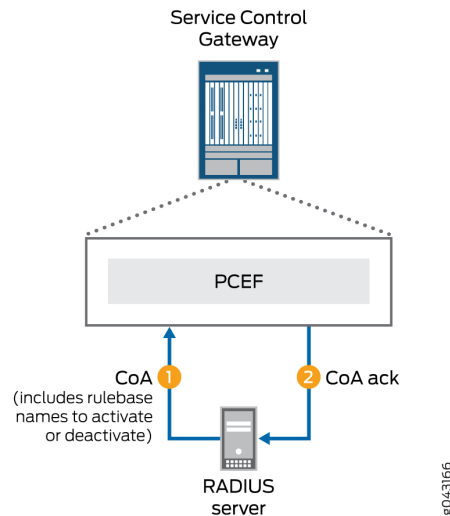 Service Control
Gateway
PCEF
CoA 1
(includes rulebase
names to activate
or deactivate)
2 CoA ack
RADIUS
server
g043166